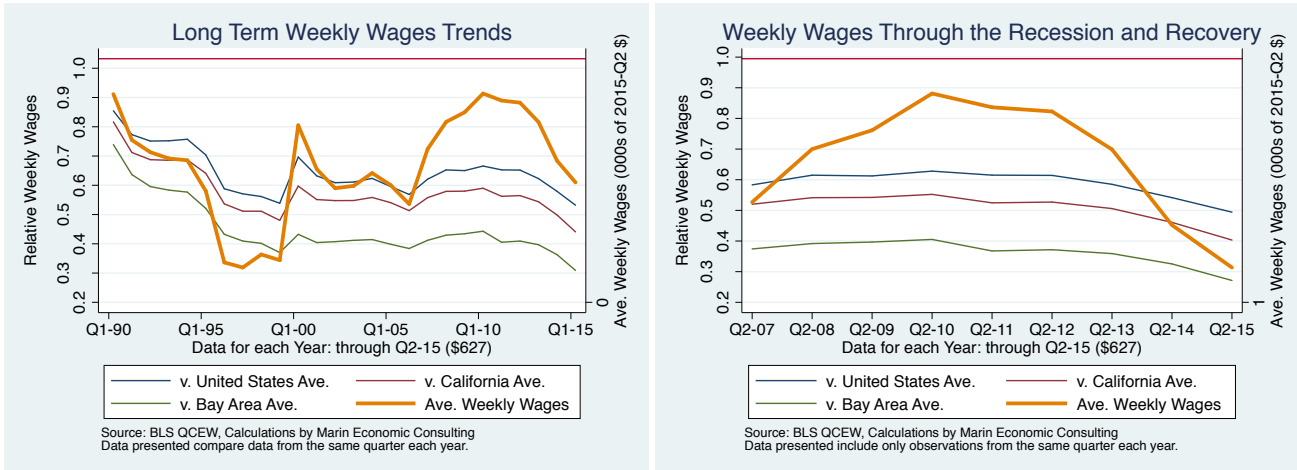 Long Term Weekly Wages Trends
Relative Weekly Wages
1.0
0.9
0.8
0.7
0.6
0.5
0.4
0.3
0.2
0
Ave. Weekly Wages (000s of 2015-Q2 $)
Q1-90 Q1-95 Q1-00 Q1-05 Q1-10 Q1-15
Data for each Year: through Q2-15 ($627)
v. United States Ave. v. California Ave.
v. Bay Area Ave. Ave. Weekly Wages
Source: BLS QCEW, Calculations by Marin Economic Consulting
Data presented compare data from the same quarter each year.
Weekly Wages Through the Recession and Recovery
Relative Weekly Wages
1.0
0.9
0.8
0.7
0.6
0.5
0.4
0.3
0.2
1
Ave. Weekly Wages (000s of 2015-Q2 $)
Q2-07 Q2-08 Q2-09 Q2-10 Q2-11 Q2-12 Q2-13 Q2-14 Q2-15
Data for each Year: through Q2-15 ($627)
v. United States Ave. v. California Ave.
v. Bay Area Ave. Ave. Weekly Wages
Source: BLS QCEW, Calculations by Marin Economic Consulting
Data presented include only observations from the same quarter each year.